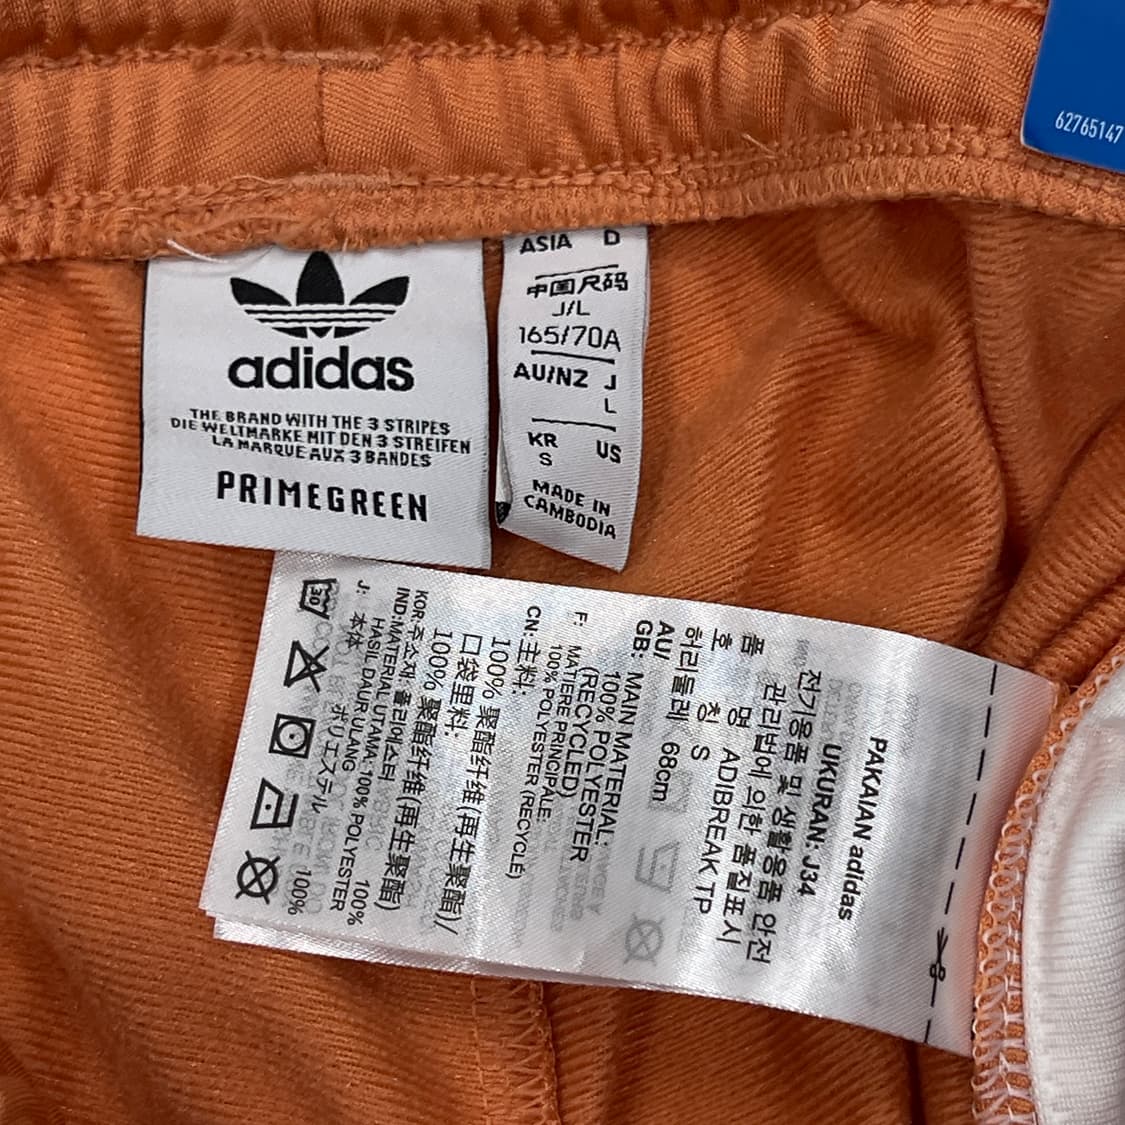 62765147
adidas
THE BRAND WITH THE 3 STRIPES
DIE WELTMARKE MIT DEN 3 STREIFEN
LA MARQUE AUX 3 BANDES
PRIMEGREEN
ASIA D
中国尺码
J/L
165/70A
AU/NZ J
L
KR US
S
MADE IN
CAMBODIA
PAKAIAN adidas
UKURAN: J34
전기용품 및 생활용품 안전
관리법에 의한 품질표시
품 명 ADIBREAK TP
호 칭 S
허리둘레 68cm
AU/
GB: MAIN MATERIAL:
100% POLYESTER
(RECYCLED)
F: MATIERE PRINCIPALE:
100% POLYESTER (RECYCLÉ)
CN: 主料:
100% 聚酯纤维(再生聚酯)/
口袋里料:
100% 聚酯纤维(再生聚酯)
KOR:주소재: 폴리에스터 100%
IND:MATERIAL UTAMA: 100% POLYESTER
HASIL DAUR ULANG
J: 本体 ポリエステル 100%
30